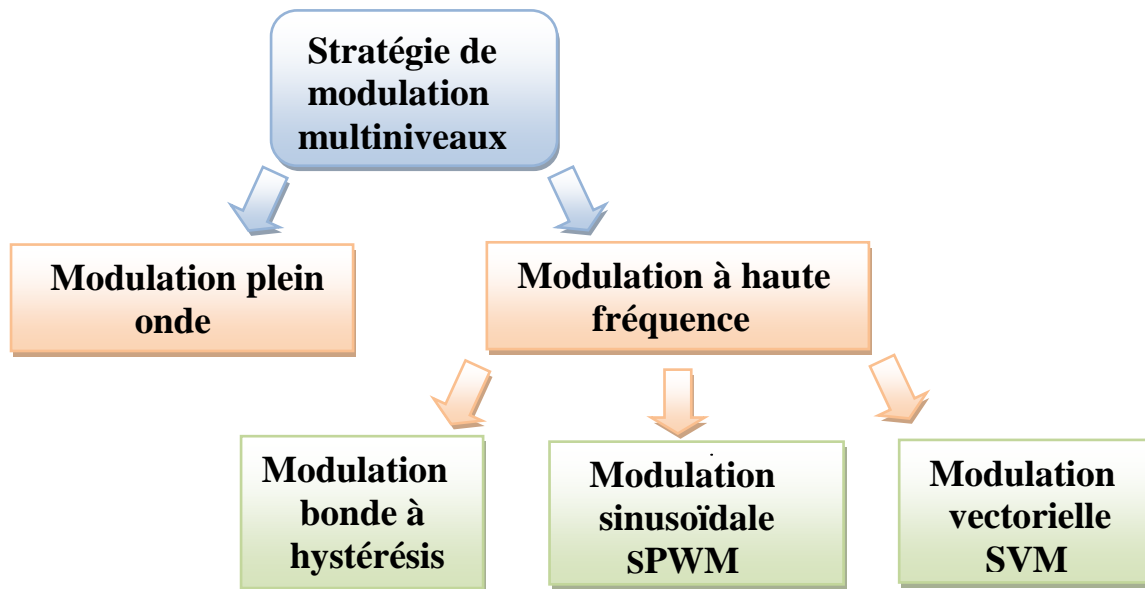 Stratégie de
modulation
multiniveaux
Modulation plein
onde
Modulation à haute
fréquence
Modulation
bonde à
hystérésis
Modulation
sinusoïdale
SPWM
Modulation
vectorielle
SVM